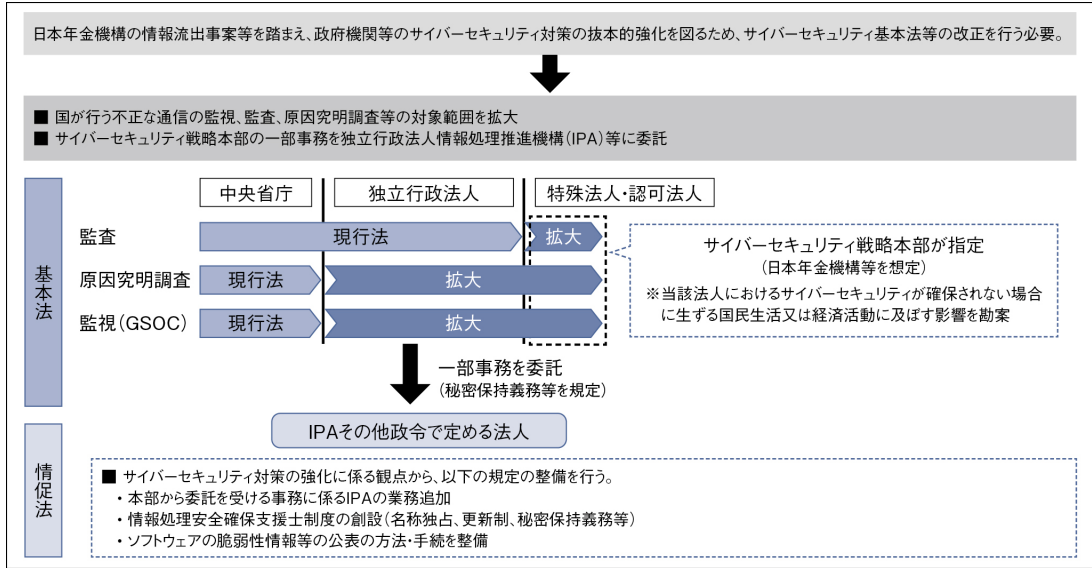 日本年金機構の情報流出事案等を踏まえ、政府機関等のサイバーセキュリティ対策の抜本的強化を図るため、サイバーセキュリティ基本法等の改正を行う必要。
■ 国が行う不正な通信の監視、監査、原因究明調査等の対象範囲を拡大
■ サイバーセキュリティ戦略本部の一部事務を独立行政法人情報処理推進機構(IPA)等に委託
基本法
中央省庁
独立行政法人
特殊法人・認可法人
監査
現行法
拡大
原因究明調査
現行法
拡大
監視(GSOC)
現行法
拡大
サイバーセキュリティ戦略本部が指定
(日本年金機構等を想定)
※当該法人におけるサイバーセキュリティが確保されない場合
に生ずる国民生活又は経済活動に及ぼす影響を勘案
一部事務を委託
(秘密保持義務等を規定)
IPAその他政令で定める法人
情促法
■ サイバーセキュリティ対策の強化に係る観点から、以下の規定の整備を行う。
・本部から委託を受ける事務に係るIPAの業務追加
・情報処理安全確保支援士制度の創設(名称独占、更新制、秘密保持義務等)
・ソフトウェアの脆弱性情報等の公表の方法・手続を整備